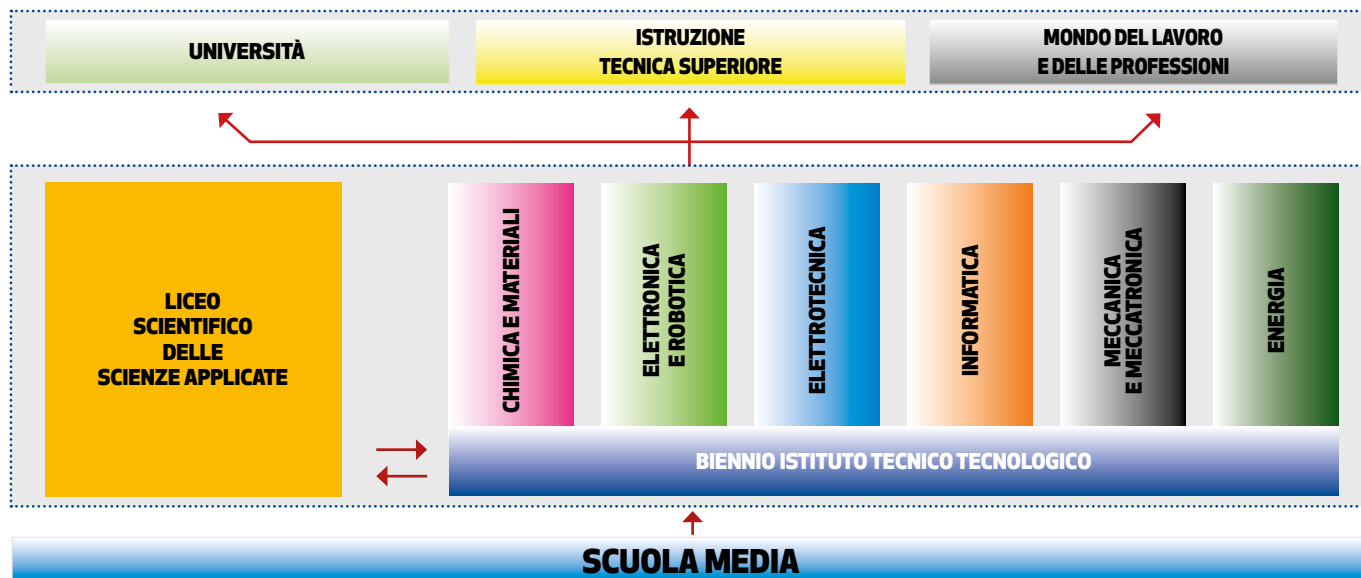 UNIVERSITÀ
ISTRUZIONE
TECNICA SUPERIORE
MONDO DEL LAVORO
E DELLE PROFESSIONI
LICEO
SCIENTIFICO
DELLE
SCIENZE APPLICATE
CHIMICA E MATERIALI
ELETTRONICA
E ROBOTICA
ELETTROTECNICA
INFORMATICA
MECCANICA
E MECCATRONICA
ENERGIA
BIENNIO ISTITUTO TECNICO TECNOLOGICO
SCUOLA MEDIA